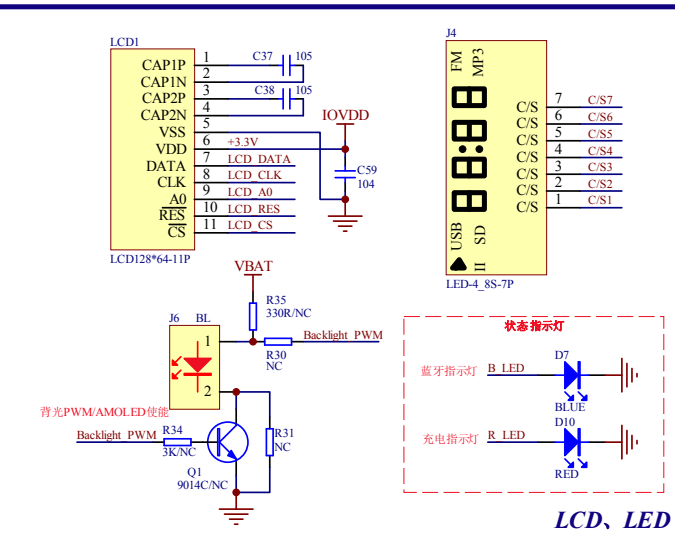 LCD1
CAP1P 1 C37 105
CAP1N 2
CAP2P 3 C38 105
CAP2N 4
VSS 5
VDD 6 +3.3V
DATA 7 LCD_DATA
CLK 8 LCD_CLK
A0 9 LCD_A0
RES 10 LCD_RES
CS 11 LCD_CS
LCD128*64-11P
IOVDD
C59
104
J4
FM MP3
C/S 7 C/S7
C/S 6 C/S6
C/S 5 C/S5
C/S 4 C/S4
C/S 3 C/S3
C/S 2 C/S2
C/S 1 C/S1
USB SD
II
LED-4_8S-7P
VBAT
R35
330R/NC
J6 BL
1
2
Backlight_PWM
R30
NC
背光PWM/AMOLED使能
Backlight_PWM
R34
3K/NC
R31
NC
Q1
9014C/NC
状态指示灯
蓝牙指示灯 B_LED
D7
BLUE
充电指示灯 R_LED
D10
RED
LCD、LED